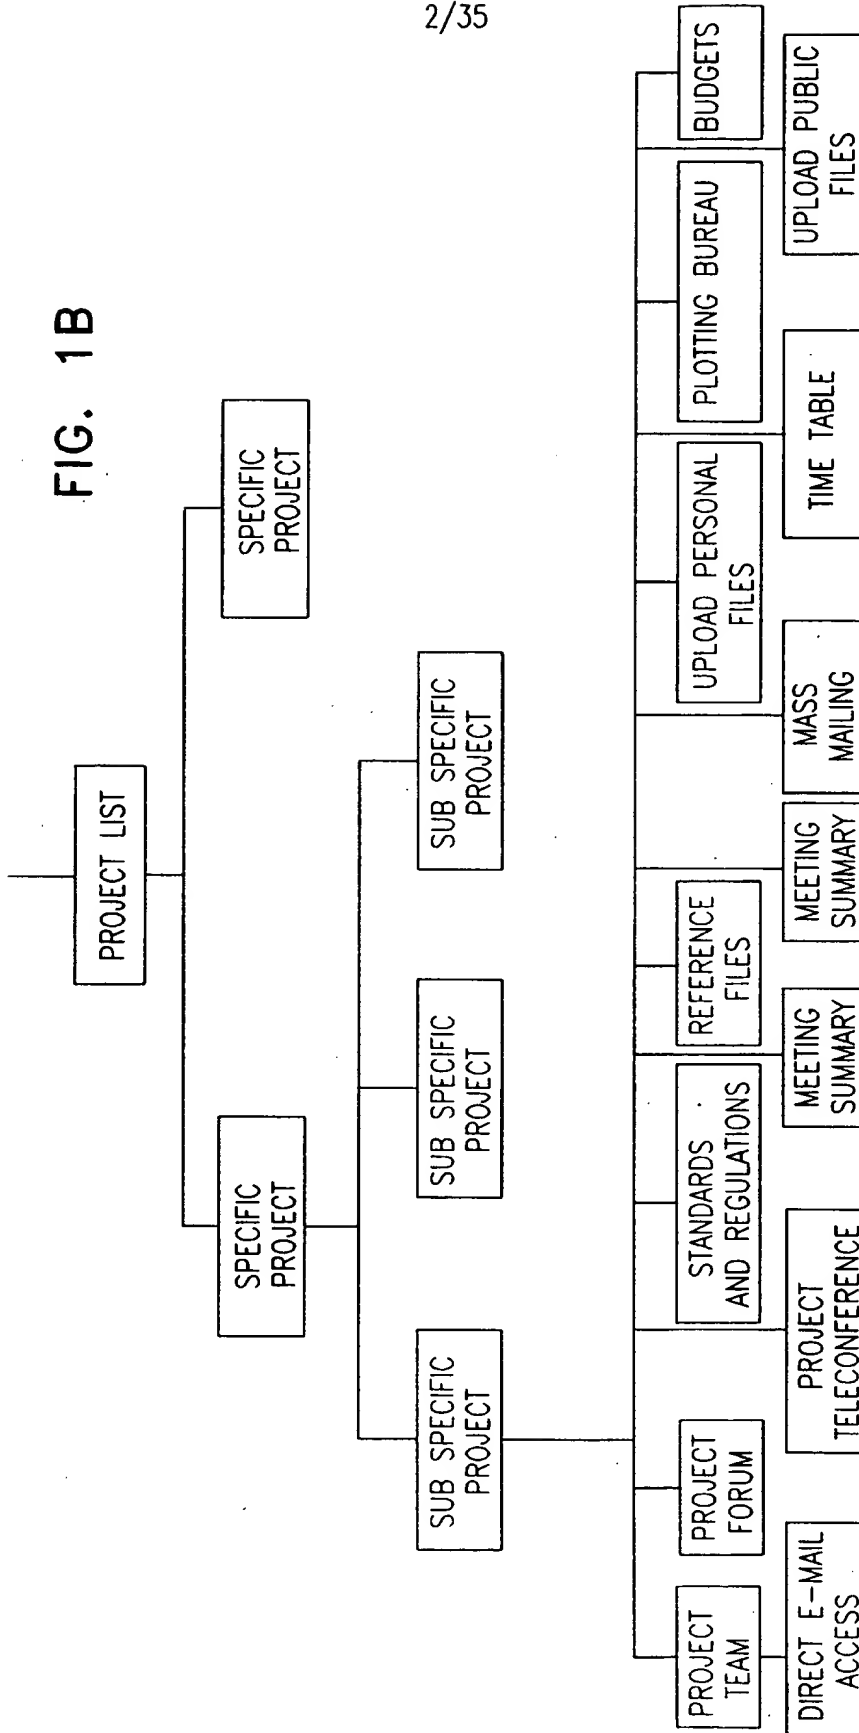 2/35
FIG. 1B
PROJECT LIST
SPECIFIC
PROJECT
SPECIFIC
PROJECT
SUB SPECIFIC
PROJECT
SUB SPECIFIC
PROJECT
SUB SPECIFIC
PROJECT
PROJECT
TEAM
PROJECT
FORUM
STANDARDS
AND REGULATIONS
REFERENCE
FILES
UPLOAD PERSONAL
FILES
PLOTTING BUREAU
BUDGETS
DIRECT E-MAIL
ACCESS
PROJECT
TELECONFERENCE
MEETING
SUMMARY
MEETING
SUMMARY
MASS
MAILING
TIME TABLE
UPLOAD PUBLIC
FILES